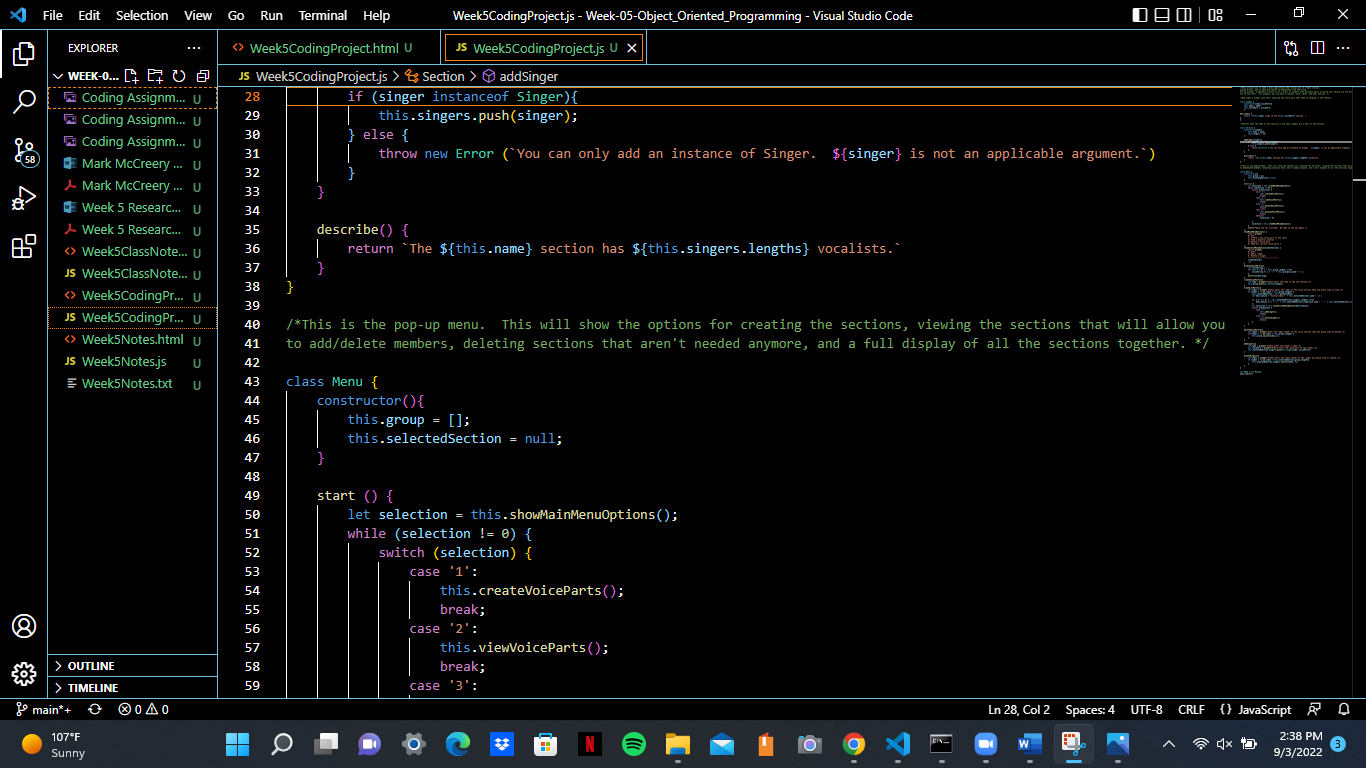 File Edit Selection View Go Run Terminal Help Week5CodingProject.js - Week-05-Object_Oriented_Programming - Visual Studio Code
EXPLORER ···
Week5CodingProject.html U
JS Week5CodingProject.js U
WEEK-0...
JS Week5CodingProject.js > Section > addSinger
Coding Assignm... U
Coding Assignm... U
Coding Assignm... U
Mark McCreery ... U
Mark McCreery ... U
Week 5 Researc... U
Week 5 Researc... U
Week5ClassNote... U
JS Week5ClassNote... U
Week5CodingPr... U
JS Week5CodingPr... U
Week5Notes.html U
JS Week5Notes.js U
Week5Notes.txt U
OUTLINE
TIMELINE
28 if (singer instanceof Singer){
29 this.singers.push(singer);
30 } else {
31 throw new Error (`You can only add an instance of Singer.  ${singer} is not an applicable argument.`)
32 }
33 }
34
35 describe() {
36 return `The ${this.name} section has ${this.singers.lengths} vocalists.`
37 }
38 }
39
40 /*This is the pop-up menu.  This will show the options for creating the sections, viewing the sections that will allow you
41 to add/delete members, deleting sections that aren't needed anymore, and a full display of all the sections together. */
42
43 class Menu {
44 constructor(){
45 this.group = [];
46 this.selectedSection = null;
47 }
48
49 start () {
50 let selection = this.showMainMenuOptions();
51 while (selection != 0) {
52 switch (selection) {
53 case '1':
54 this.createVoiceParts();
55 break;
56 case '2':
57 this.viewVoiceParts();
58 break;
59 case '3':
58
main*+ 0 0 Ln 28, Col 2 Spaces: 4 UTF-8 CRLF {} JavaScript
107°F
Sunny
2:38 PM
9/3/2022 3